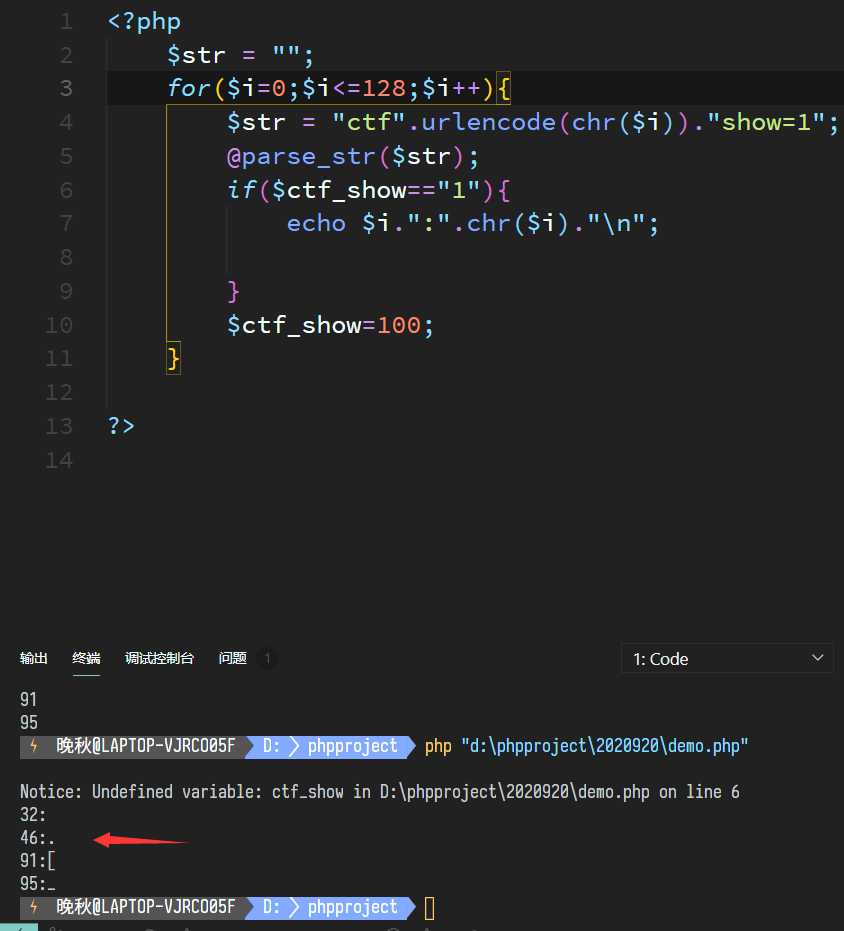 1 <?php
2 $str = "";
3 for($i=0;$i<=128;$i++){
4 $str = "ctf".urlencode(chr($i))."show=1";
5 @parse_str($str);
6 if($ctf_show=="1"){
7 echo $i.":".chr($i)."\n";
8
9 }
10 $ctf_show=100;
11 }
12
13 ?>
14
输出 终端 调试控制台 问题 1 1: Code
91
95
晚秋@LAPTOP-VJRCO05F D: phpproject php "d:\phpproject\2020920\demo.php"
Notice: Undefined variable: ctf_show in D:\phpproject\2020920\demo.php on line 6
32:
46:.
91:[
95:_
晚秋@LAPTOP-VJRCO05F D: phpproject